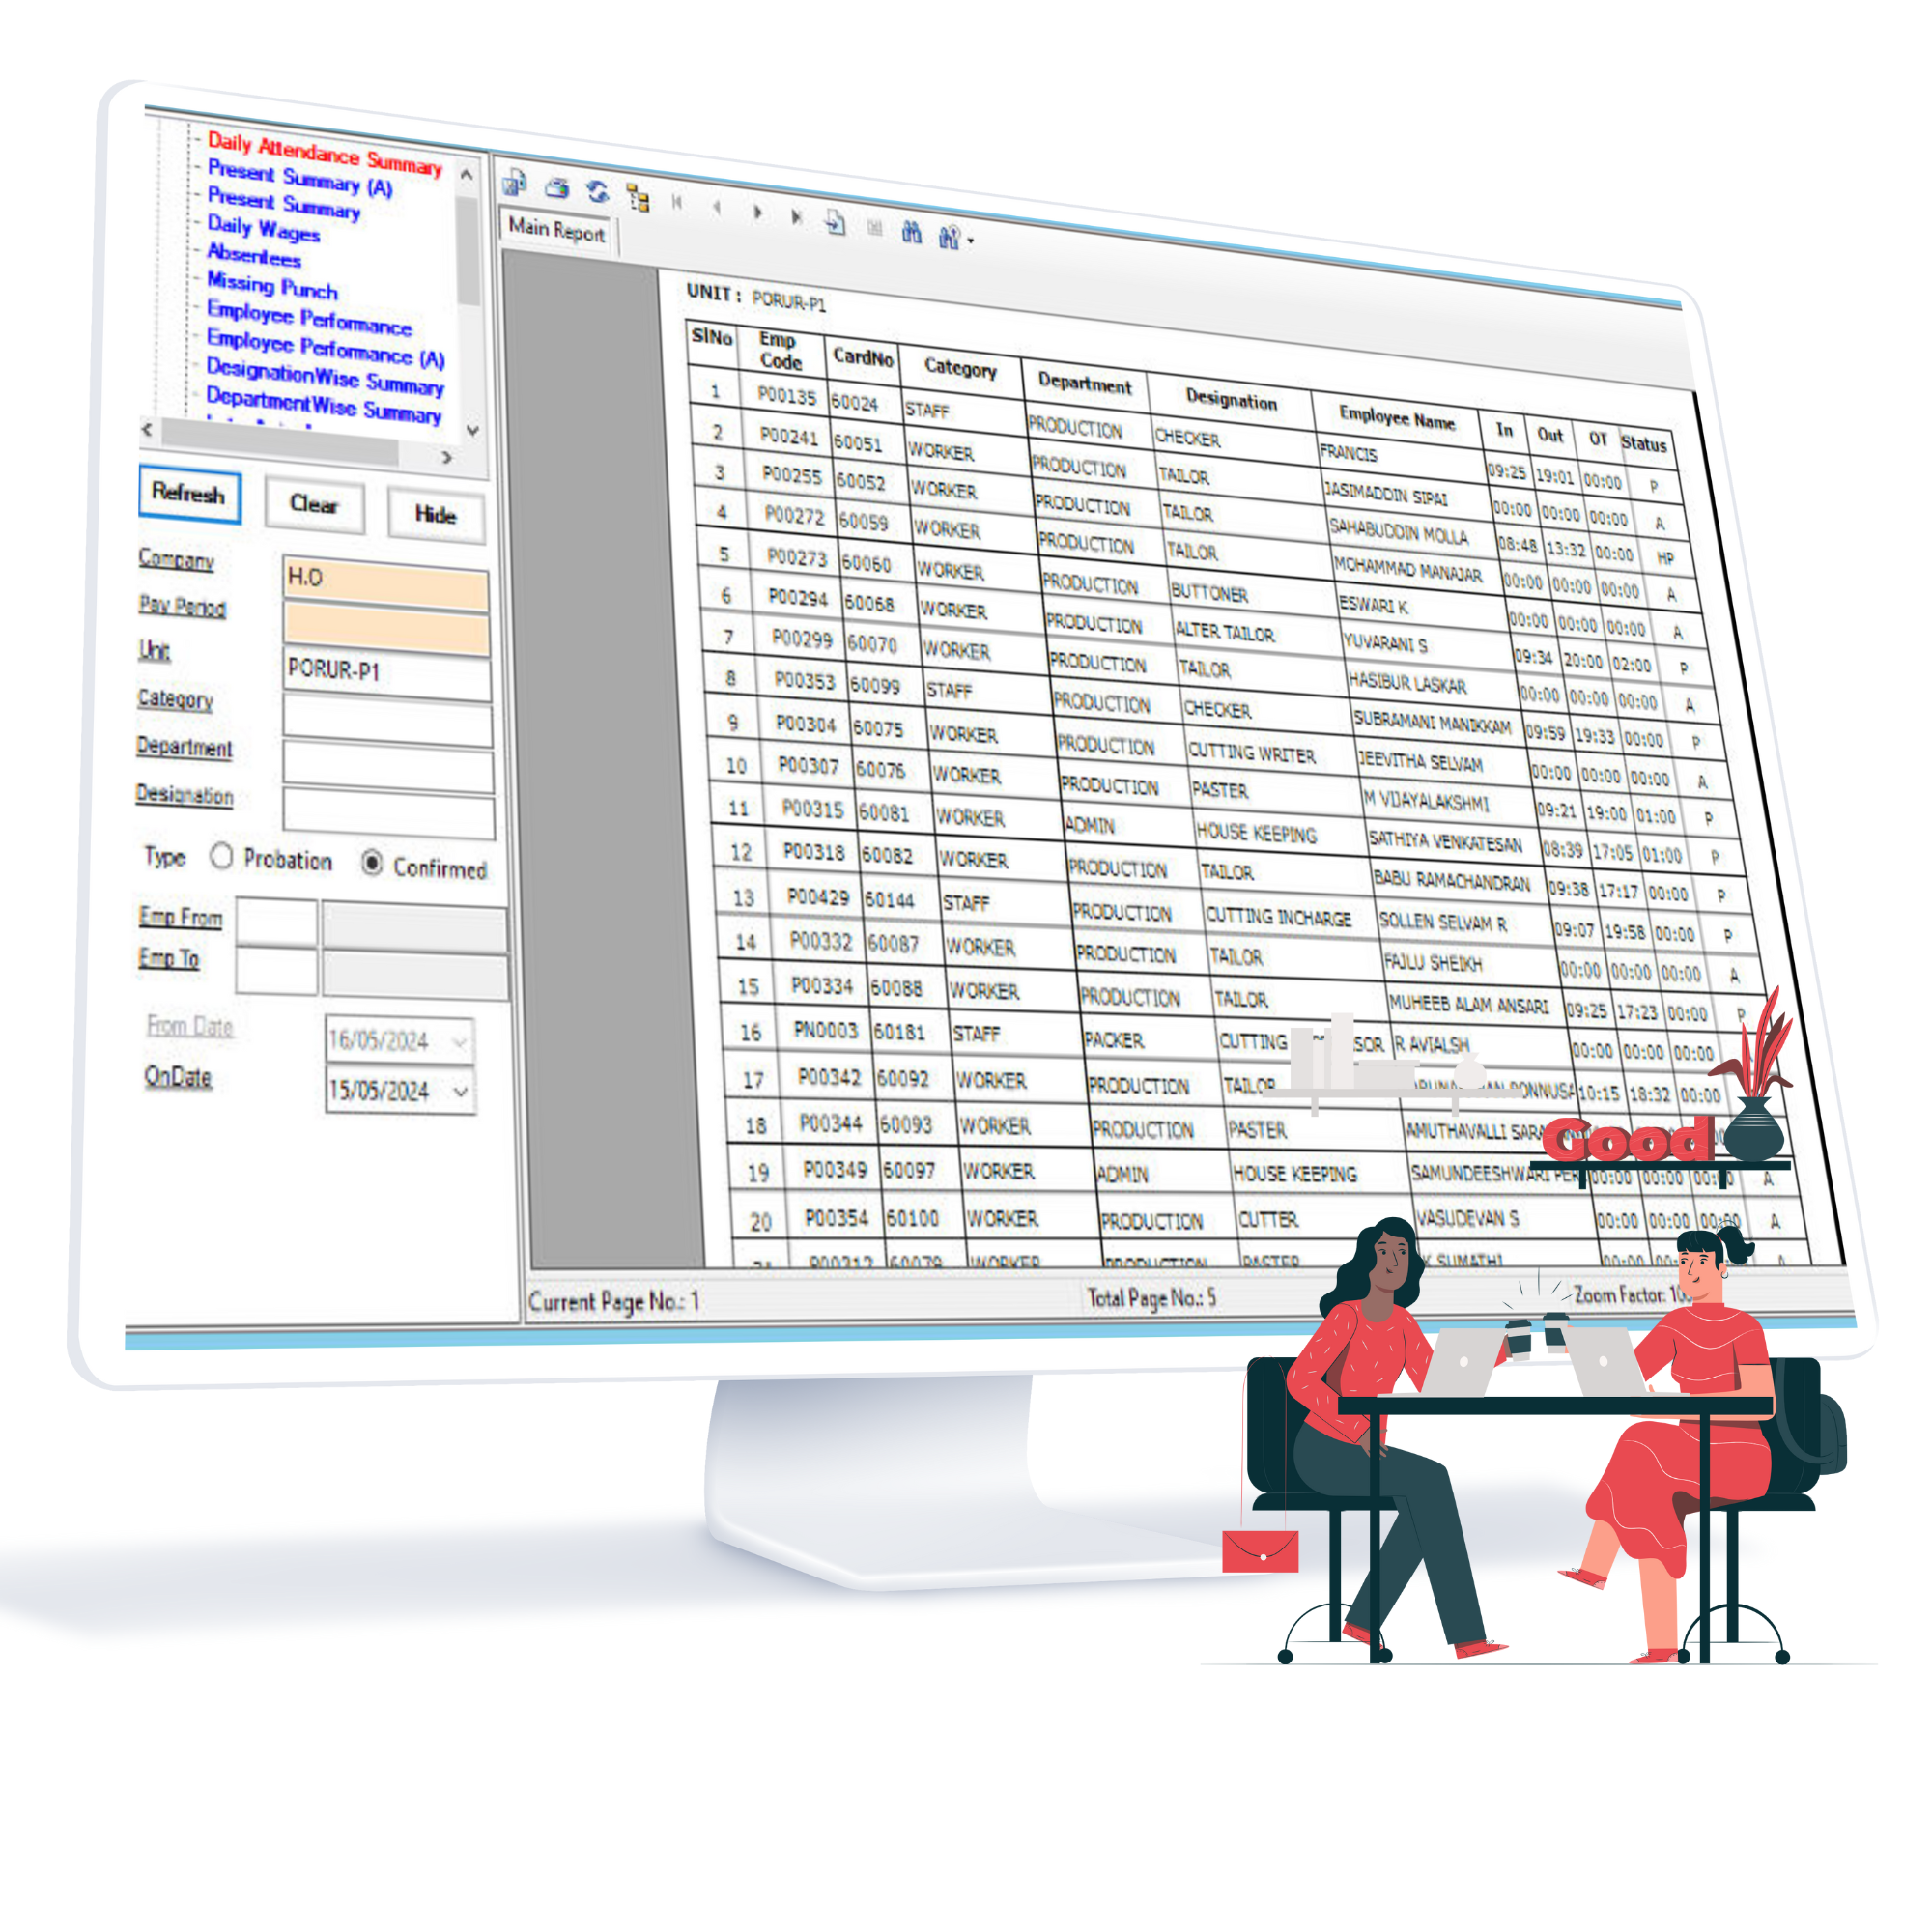 Daily Attendance Summary
Present Summary (A)
Present Summary
Daily Wages
Absentees
Missing Punch
Employee Performance
Employee Performance (A)
DesignationWise Summary
DepartmentWise Summary
Refresh Clear Hide
Company H.O
Pay Period
Unit PORUR-P1
Category
Department
Designation
Type Probation Confirmed
Emp From
Emp To
From Date 16/05/2024
OnDate 15/05/2024
Main Report
UNIT : PORUR-P1
SlNo Emp Code CardNo Category Department Designation Employee Name In Out OT Status
1 P00135 60024 STAFF PRODUCTION CHECKER FRANCIS 09:25 19:01 00:00 P
2 P00241 60051 WORKER PRODUCTION TAILOR JASIMADDIN SIPAI 00:00 00:00 00:00 A
3 P00255 60052 WORKER PRODUCTION TAILOR SAHABUDDIN MOLLA 08:48 13:32 00:00 HP
4 P00272 60059 WORKER PRODUCTION TAILOR MOHAMMAD MANAJAR 00:00 00:00 00:00 A
5 P00273 60060 WORKER PRODUCTION BUTTONER ESWARI K 00:00 00:00 00:00 A
6 P00294 60068 WORKER PRODUCTION ALTER TAILOR YUVARANI S 09:34 20:00 02:00 P
7 P00299 60070 WORKER PRODUCTION TAILOR HASIBUR LASKAR 00:00 00:00 00:00 A
8 P00353 60099 STAFF PRODUCTION CHECKER SUBRAMANI MANIKKAM 09:59 19:33 00:00 P
9 P00304 60075 WORKER PRODUCTION CUTTING WRITER JEEVITHA SELVAM 00:00 00:00 00:00 A
10 P00307 60076 WORKER PRODUCTION PASTER M VIJAYALAKSHMI 09:21 19:00 01:00 P
11 P00315 60081 WORKER ADMIN HOUSE KEEPING SATHIYA VENKATESAN 08:39 17:05 01:00 P
12 P00318 60082 WORKER PRODUCTION TAILOR BABU RAMACHANDRAN 09:38 17:17 00:00 P
13 P00429 60144 STAFF PRODUCTION CUTTING INCHARGE SOLLEN SELVAM R 09:07 19:58 00:00 P
14 P00332 60087 WORKER PRODUCTION TAILOR FAJLU SHEIKH 00:00 00:00 00:00 A
15 P00334 60088 WORKER PRODUCTION TAILOR MUHEEB ALAM ANSARI 09:25 17:23 00:00 P
16 PN0003 60181 STAFF PACKER CUTTING R AVIALSH 00:00 00:00 00:00
17 P00342 60092 WORKER PRODUCTION TAILOR 10:15 18:32 00:00
18 P00344 60093 WORKER PRODUCTION PASTER AMUTHAVALLI
19 P00349 60097 WORKER ADMIN HOUSE KEEPING SAMUNDEESHWARI PER 00:00 00:00 00:00 A
20 P00354 60100 WORKER PRODUCTION CUTTER VASUDEVAN S 00:00 00:00 00:00 A
WORKER PRODUCTION PASTER K SUMATHI 00:00
Current Page No.: 1 Total Page No.: 5 Zoom Factor:
Good